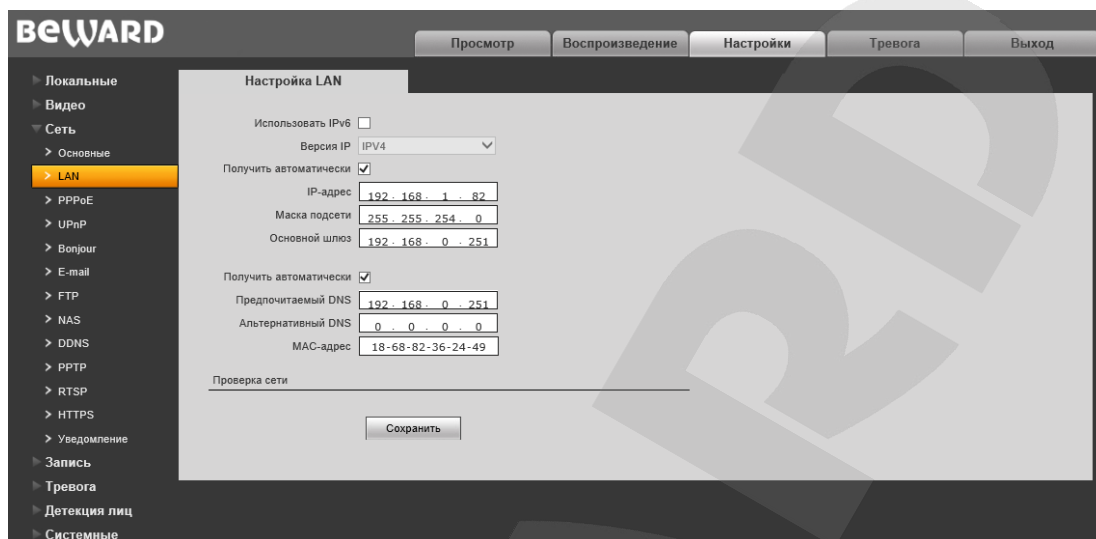 BEWARD
Просмотр Воспроизведение Настройки Тревога Выход
Локальные
Видео
Сеть
Основные
LAN
PPPoE
UPnP
Bonjour
E-mail
FTP
NAS
DDNS
PPTP
RTSP
HTTPS
Уведомление
Запись
Тревога
Детекция лиц
Системные
Настройка LAN
Использовать IPv6
Версия IP IPV4
Получить автоматически
IP-адрес 192 . 168 . 1 . 82
Маска подсети 255 . 255 . 254 . 0
Основной шлюз 192 . 168 . 0 . 251
Получить автоматически
Предпочитаемый DNS 192 . 168 . 0 . 251
Альтернативный DNS 0 . 0 . 0 . 0
MAC-адрес 18-68-82-36-24-49
Проверка сети
Сохранить